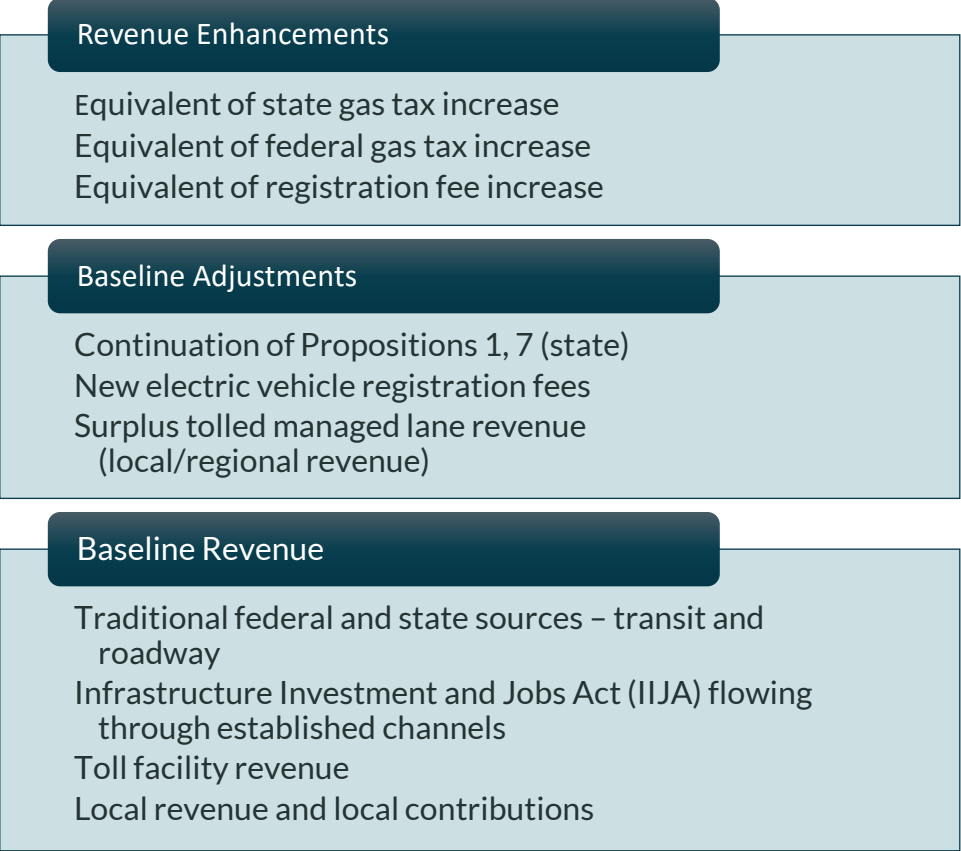 Revenue Enhancements
Equivalent of state gas tax increase
Equivalent of federal gas tax increase
Equivalent of registration fee increase
Baseline Adjustments
Continuation of Propositions 1, 7 (state)
New electric vehicle registration fees
Surplus tolled managed lane revenue
(local/regional revenue)
Baseline Revenue
Traditional federal and state sources – transit and
roadway
Infrastructure Investment and Jobs Act (IIJA) flowing
through established channels
Toll facility revenue
Local revenue and local contributions